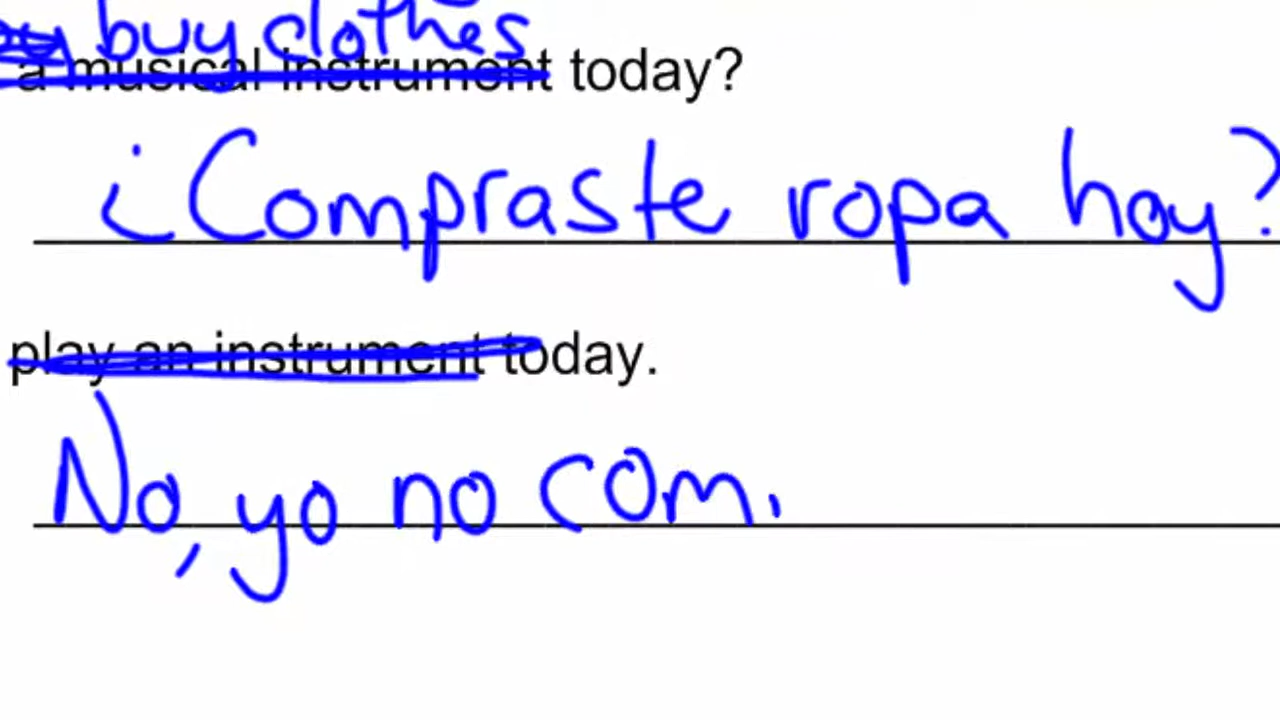 buy clothes
a musical instrument today?
¿Compraste ropa hoy?
play an instrument today.
No, yo no com